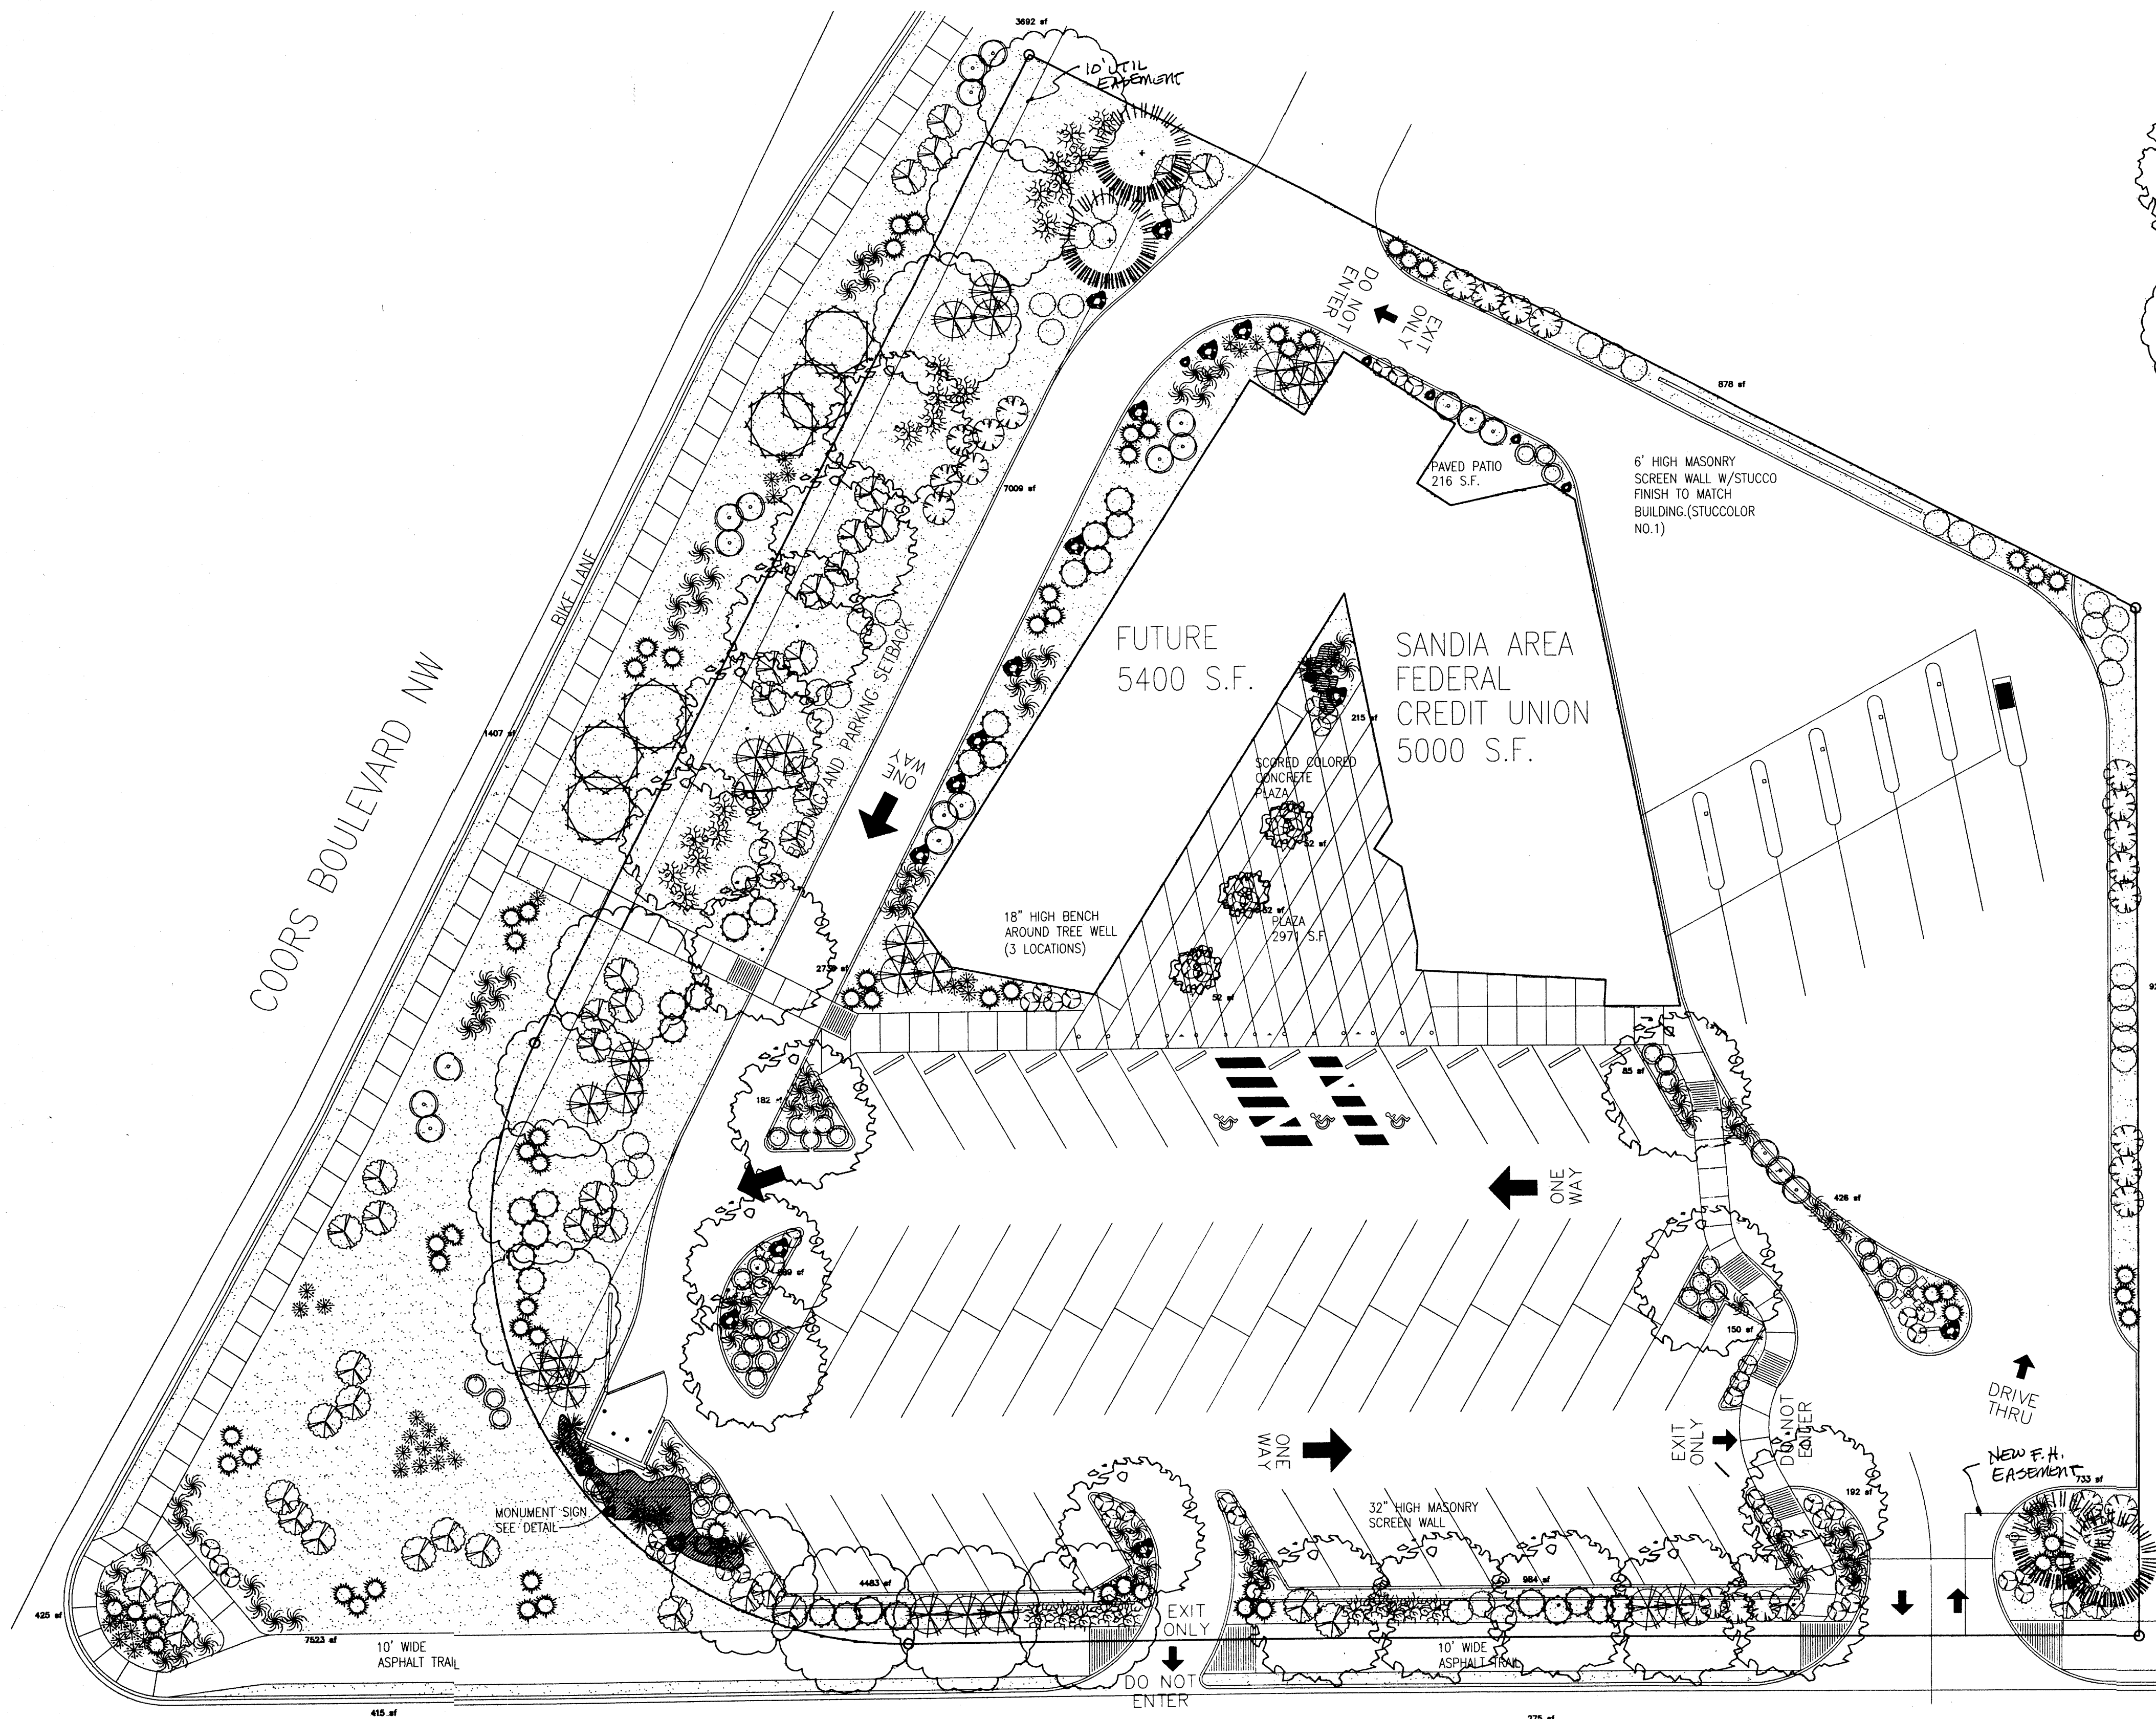 3692 sf
10' UTIL
EASEMENT
DO NOT
ENTER
EXIT
ONLY
878 sf
PAVED PATIO
216 S.F.
6' HIGH MASONRY
SCREEN WALL W/STUCCO
FINISH TO MATCH
BUILDING.(STUCCOLOR
NO.1)
7009 sf
BIKE LANE
COORS BOULEVARD NW
1407 sf
BUILDING AND PARKING SETBACK
FUTURE
5400 S.F.
SANDIA AREA
FEDERAL
CREDIT UNION
5000 S.F.
215 sf
SCORED COLORED
CONCRETE
PLAZA
ONE
WAY
52 sf
52 sf
PLAZA
2971 S.F.
52 sf
18" HIGH BENCH
AROUND TREE WELL
(3 LOCATIONS)
182 sf
85 sf
ONE
WAY
426 sf
150 sf
DRIVE
THRU
EXIT
ONLY
DO NOT
ENTER
ONE
WAY
NEW F.H.
EASEMENT
733 sf
192 sf
MONUMENT SIGN
SEE DETAIL
32" HIGH MASONRY
SCREEN WALL
4483 sf
984 sf
425 sf
7523 sf
10' WIDE
ASPHALT TRAIL
EXIT
ONLY
DO NOT
ENTER
10' WIDE
ASPHALT TRAIL
415 sf
275 sf